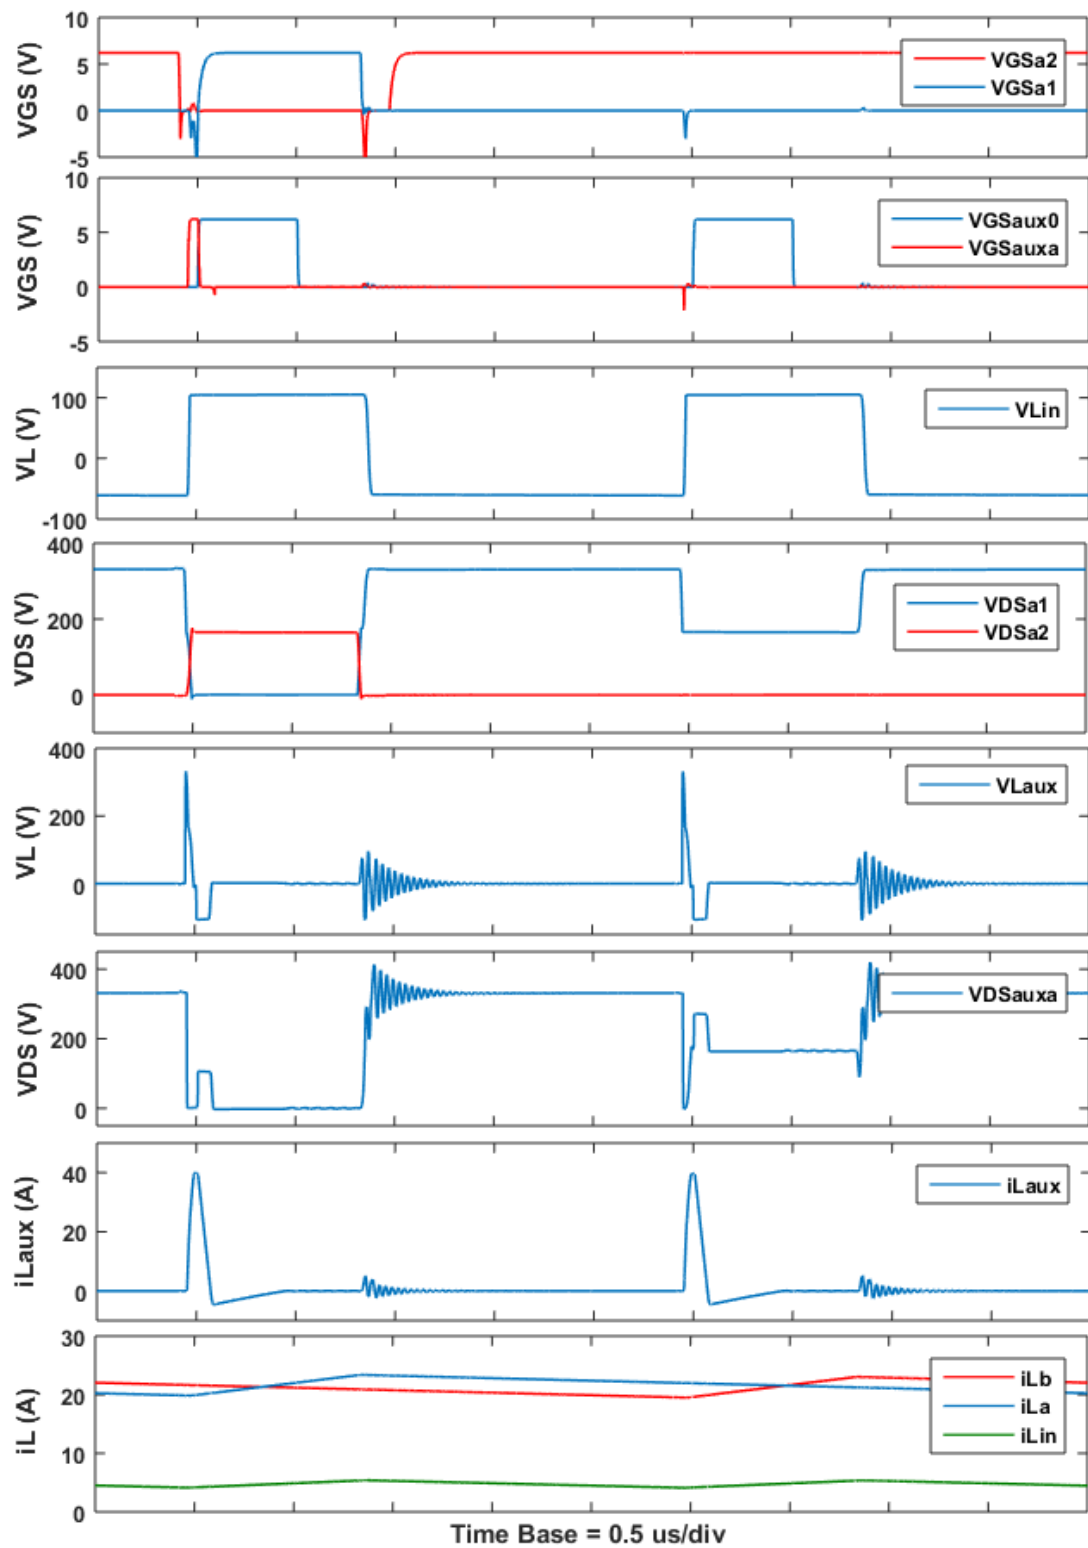 10
5
0
-5
VGS (V)
VGSa2
VGSa1
10
5
0
-5
VGS (V)
VGSaux0
VGSauxa
100
0
-100
VL (V)
VLin
400
200
0
VDS (V)
VDSa1
VDSa2
400
200
0
VL (V)
VLaux
400
200
0
VDS (V)
VDSauxa
40
20
0
iLaux (A)
iLaux
30
20
10
0
iL (A)
iLb
iLa
iLin
Time Base = 0.5 us/div